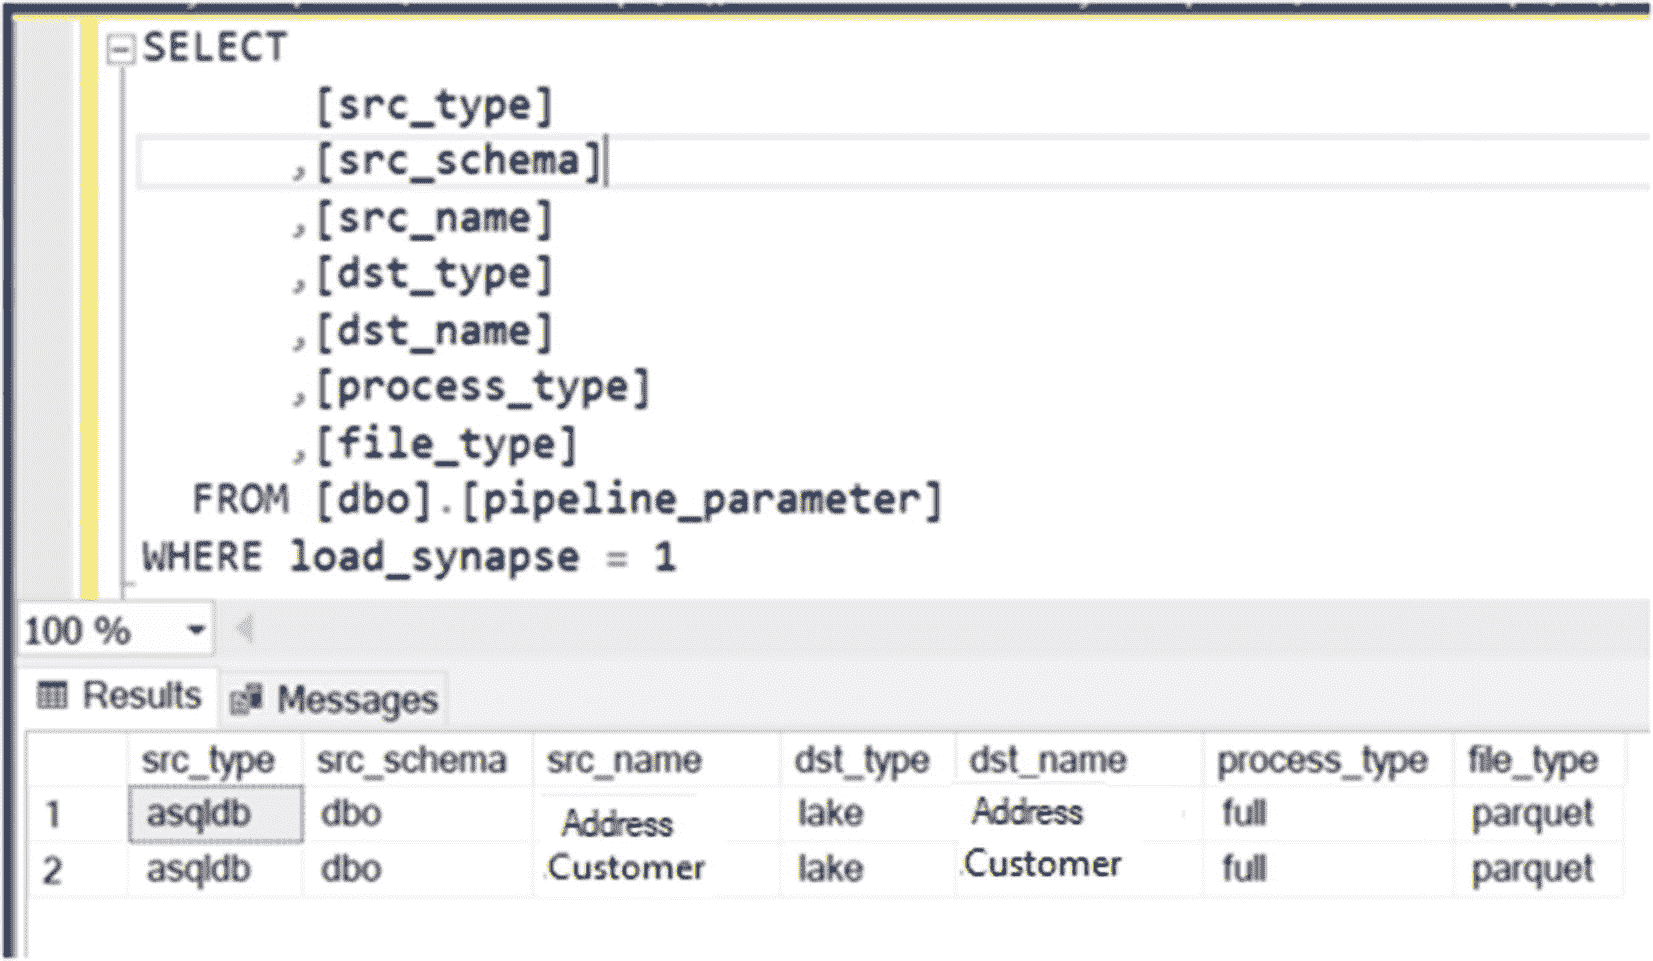 SELECT
[src_type]
,[src_schema]
,[src_name]
,[dst_type]
,[dst_name]
,[process_type]
,[file_type]
FROM [dbo].[pipeline_parameter]
WHERE load_synapse = 1
100 %
Results Messages
src_type src_schema src_name dst_type dst_name process_type file_type
1 asqldb dbo Address lake Address full parquet
2 asqldb dbo Customer lake Customer full parquet